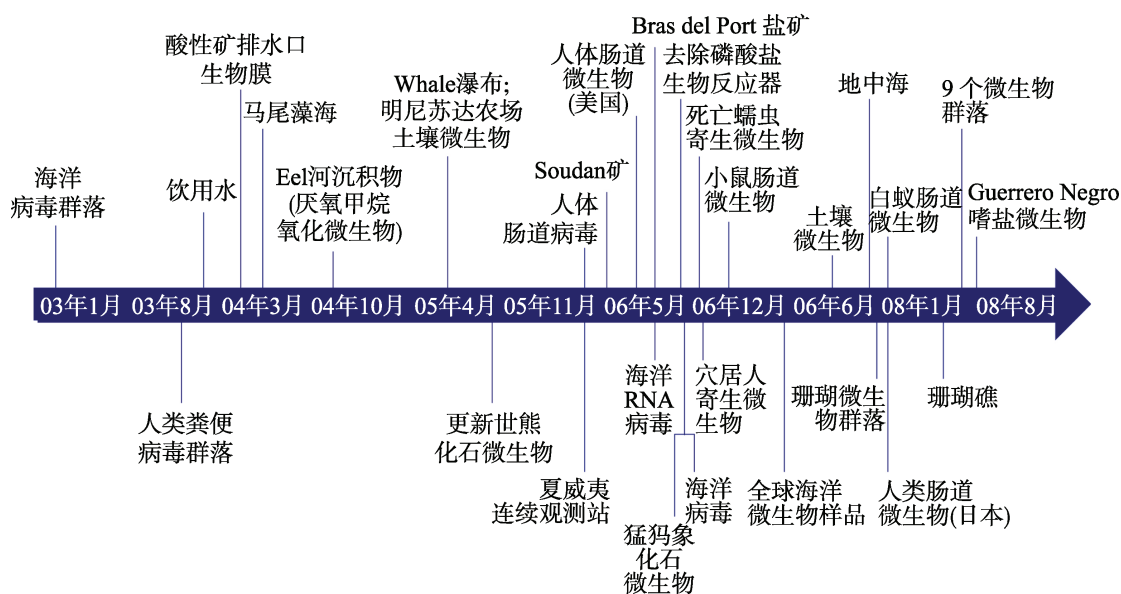 Bras del Port 盐矿
酸性矿排水口
生物膜
人体肠道
微生物
(美国)
去除磷酸盐
生物反应器
Whale瀑布;
明尼苏达农场
土壤微生物
地中海
9 个微生物
群落
马尾藻海
死亡蠕虫
寄生微生物
海洋
病毒群落
饮用水
Eel河沉积物
(厌氧甲烷
氧化微生物)
Soudan矿
人体
肠道病毒
小鼠肠道
微生物
土壤
微生物
白蚁肠道
微生物
Guerrero Negro
嗜盐微生物
03年1月 03年8月 04年3月 04年10月 05年4月 05年11月 06年5月 06年12月 06年6月 08年1月 08年8月
人类粪便
病毒群落
更新世熊
化石微生物
夏威夷
连续观测站
海洋
RNA
病毒
穴居人
寄生微
生物
珊瑚微生
物群落
珊瑚礁
猛犸象
化石
微生物
海洋
病毒
全球海洋
微生物样品
人类肠道
微生物(日本)